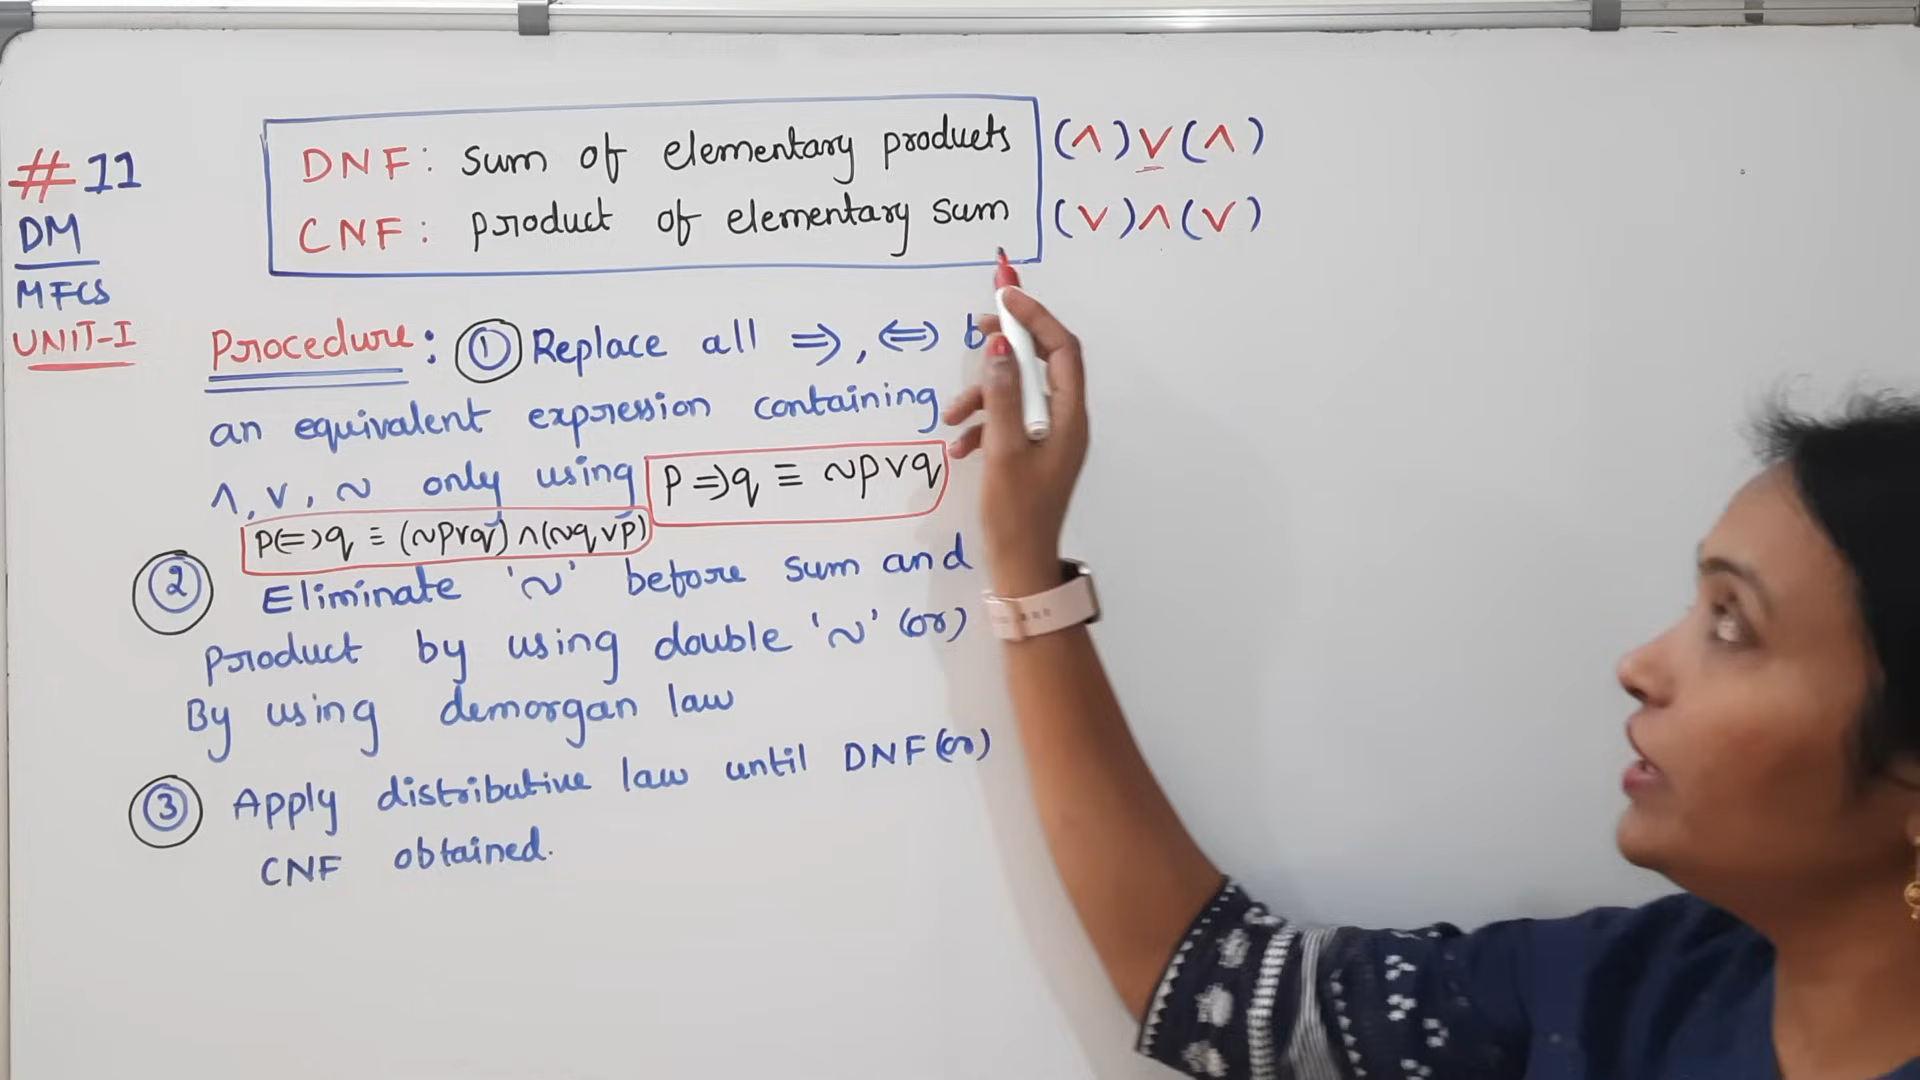 #11
DM
MFCS
UNIT-I
DNF: sum of elementary products (∧)∨(∧)
CNF: product of elementary sum (∨)∧(∨)
Procedure: ① Replace all ⇒, ⇔
an equivalent expression containing
∧, ∨, ~ only using p⇒q ≡ ~p∨q
p⇔q ≡ (~p∨q)∧(~q∨p)
② Eliminate '~' before sum and
product by using double '~' (or)
By using demorgan law
③ Apply distributive law until DNF (or)
CNF obtained.